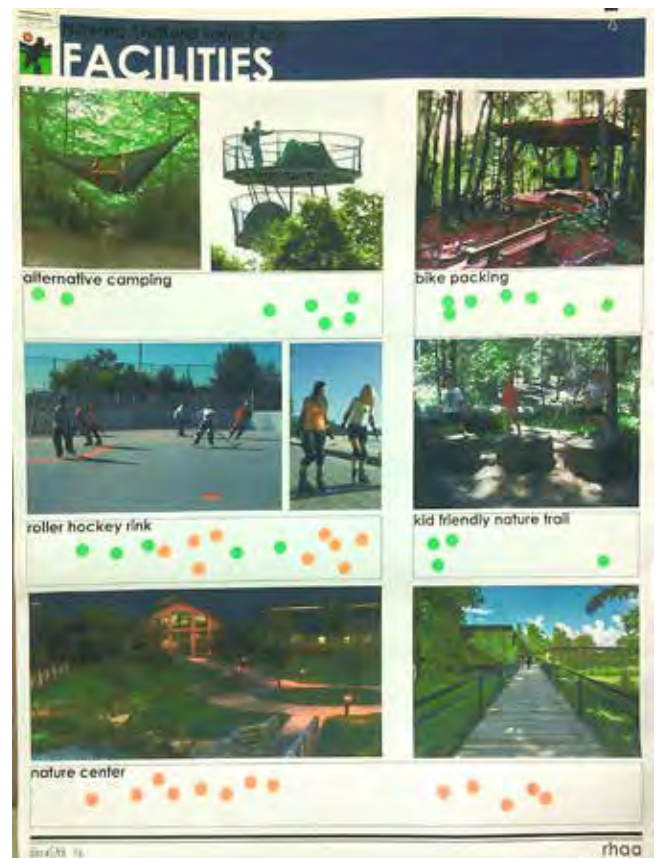 FACILITIES
alternative camping
bike packing
roller hockey rink
kid friendly nature trail
nature center
rhaa